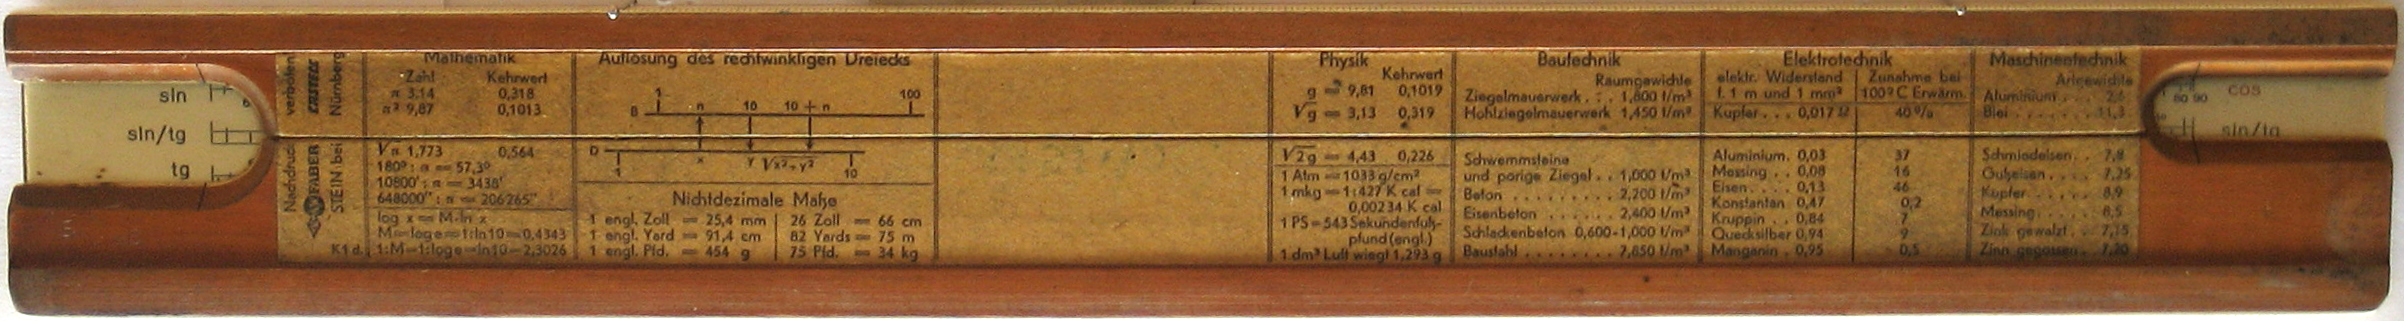 sin
sin/tg
tg
Nachdruck verboten
FABER CASTELL
STEIN bei Nürnberg
K1d.
Mathematik
Zahl Kehrwert
π 3,14 0,318
π² 9,87 0,1013
√π 1,773 0,564
180° : π = 57,3°
10800' : π = 3438'
648000'' : π = 206265''
log x = M·ln x
M=loge=1:ln10=0,4343
1:M=1:loge=ln10=2,3026
Auflösung des rechtwinkligen Dreiecks
1 n 10 10 + n 100
B
D
1 x y √x²+y² 10
Nichtdezimale Maße
1 engl. Zoll = 25,4 mm | 26 Zoll = 66 cm
1 engl. Yard = 91,4 cm | 82 Yards = 75 m
1 engl. Pfd. = 454 g | 75 Pfd. = 34 kg
Physik
Kehrwert
g = 9,81 0,1019
√g = 3,13 0,319
√2g = 4,43 0,226
1 Atm = 1033 g/cm²
1 mkg = 1:427 K cal =
0,00234 K cal
1 PS = 543 Sekundenfuß-
pfund (engl.)
1 dm³ Luft wiegt 1,293 g
Bautechnik
Raumgewichte
Ziegelmauerwerk . . . 1,800 t/m³
Hohlziegelmauerwerk 1,450 t/m³
Schwemmsteine
und porige Ziegel . . 1,000 t/m³
Beton . . . . . . . . . 2,200 t/m³
Eisenbeton . . . . . . 2,400 t/m³
Schlackenbeton 0,600-1,000 t/m³
Baustahl . . . . . . . . 7,850 t/m³
Elektrotechnik
elektr. Widerstand | Zunahme bei
f. 1 m und 1 mm² | 100° C Erwärm.
Kupfer . . . 0,017 Ω 40 %
Aluminium. 0,03 37
Messing . . 0,08 16
Eisen . . . 0,13 46
Konstantan 0,47 0,2
Kruppin . . 0,84 7
Quecksilber 0,94 9
Manganin . 0,95 0,5
Maschinentechnik
Artgewichte
Aluminium . . . 2,6
Blei . . . . . . . 11,3
Schmiedeisen . . 7,8
Gußeisen . . . . 7,25
Kupfer . . . . . 8,9
Messing . . . . . 8,5
Zink gewalzt . . 7,15
Zinn gegossen . . 7,20
80 90 cos
sin/tg